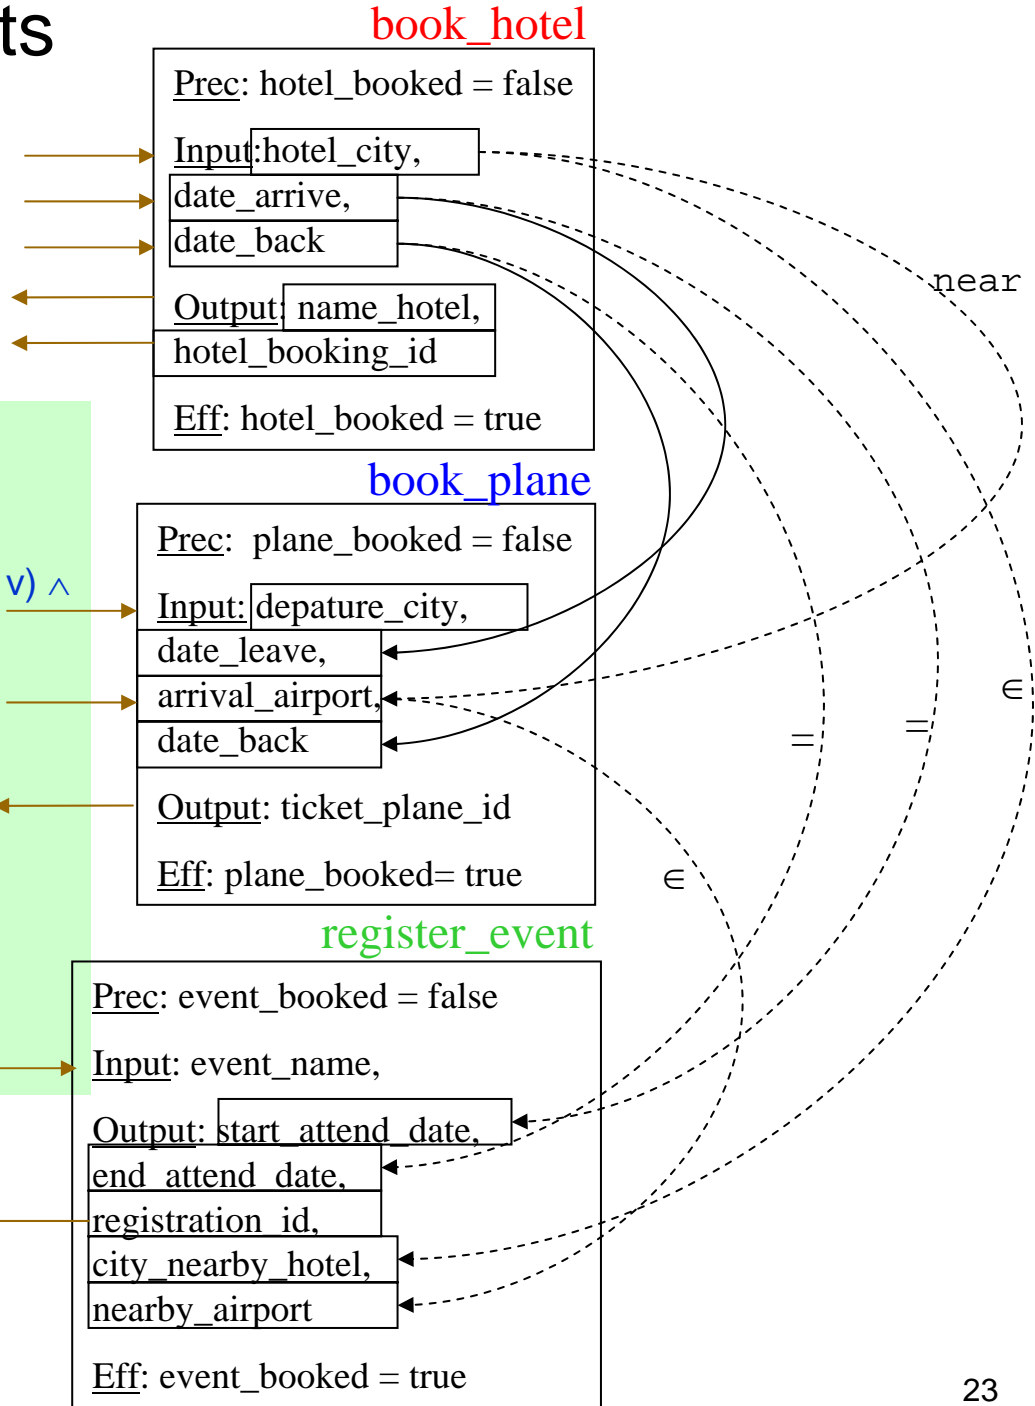 ts
book_hotel
Prec: hotel_booked = false
Input:hotel_city,
date_arrive,
date_back
near
Output: name_hotel,
hotel_booking_id
Eff: hotel_booked = true
book_plane
Prec: plane_booked = false
v) ∧
Input: depature_city,
date_leave,
arrival_airport,
∈
date_back
= =
Output: ticket_plane_id
Eff: plane_booked= true
∈
register_event
Prec: event_booked = false
Input: event_name,
Output: start_attend_date,
end_attend_date,
registration_id,
city_nearby_hotel,
nearby_airport
Eff: event_booked = true
23